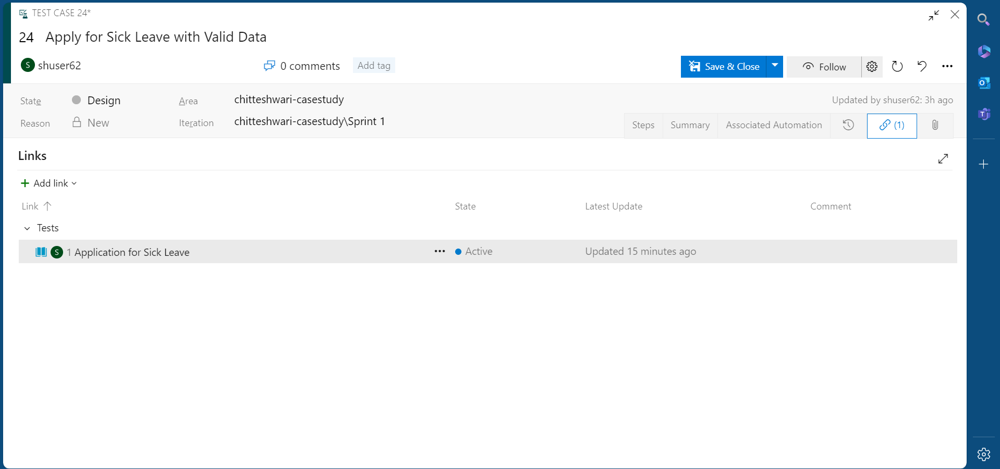 TEST CASE 24*
24 Apply for Sick Leave with Valid Data
S shuser62
0 comments
Add tag
Save & Close
Follow
State
Design
Area
chitteshwari-casestudy
Updated by shuser62: 3h ago
Reason
New
Iteration
chitteshwari-casestudy\Sprint 1
Steps
Summary
Associated Automation
(1)
Links
Add link
Link
State
Latest Update
Comment
Tests
S 1 Application for Sick Leave
Active
Updated 15 minutes ago